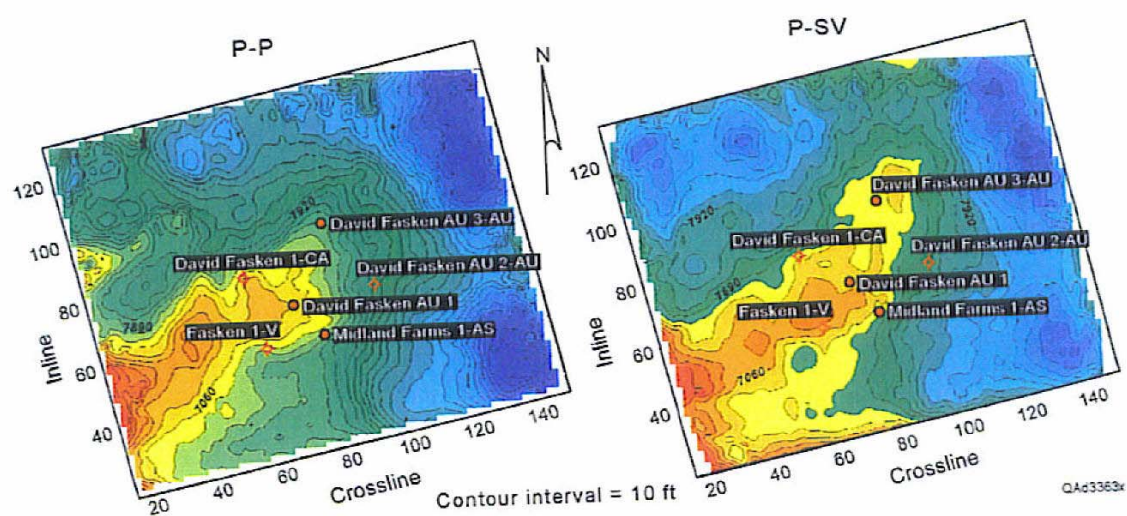 P-P
P-SV
N
120
100
80
60
40
Inline
20
40
60
80
100
120
140
Crossline
7920
David Fasken AU 3-AU
David Fasken 1-CA
David Fasken AU 2-AU
David Fasken AU 1
Fasken 1-V
Midland Farms 1-AS
7060
120
100
80
60
40
Inline
20
40
60
80
100
120
140
Crossline
7920
7920
David Fasken AU 3-AU
David Fasken 1-CA
David Fasken AU 2-AU
David Fasken AU 1
Fasken 1-V
Midland Farms 1-AS
7060
Contour interval = 10 ft
QAd3363x